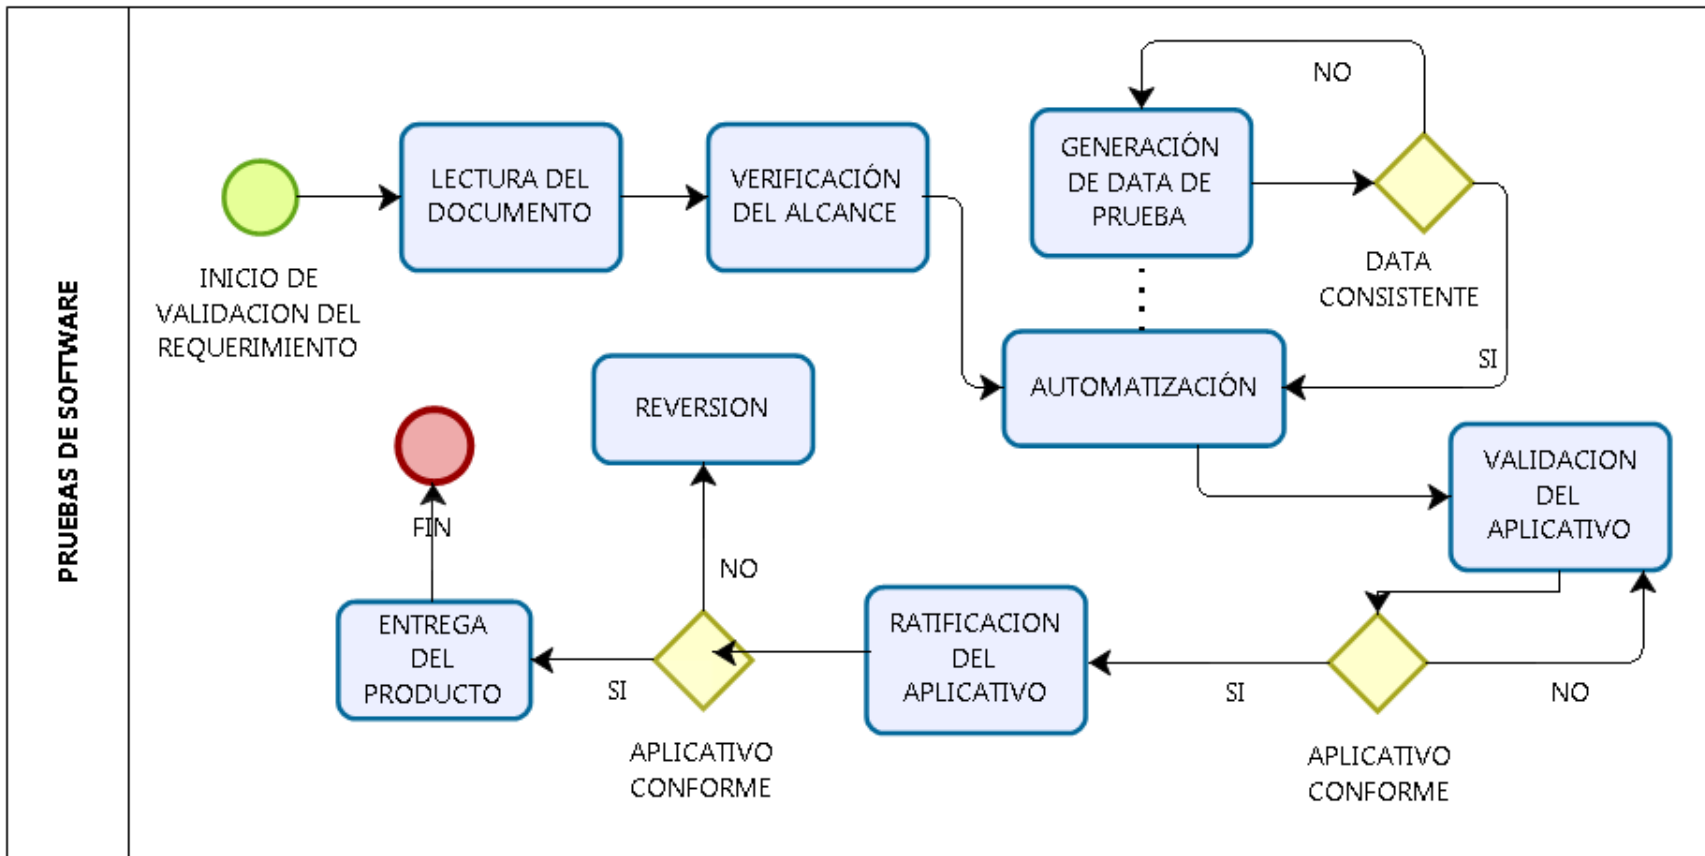 PRUEBAS DE SOFTWARE
INICIO DE
VALIDACION DEL
REQUERIMIENTO
LECTURA DEL
DOCUMENTO
VERIFICACIÓN
DEL ALCANCE
GENERACIÓN
DE DATA DE
PRUEBA
NO
DATA
CONSISTENTE
SI
AUTOMATIZACIÓN
VALIDACION
DEL
APLICATIVO
NO
APLICATIVO
CONFORME
SI
RATIFICACION
DEL
APLICATIVO
APLICATIVO
CONFORME
NO
REVERSION
SI
ENTREGA
DEL
PRODUCTO
FIN